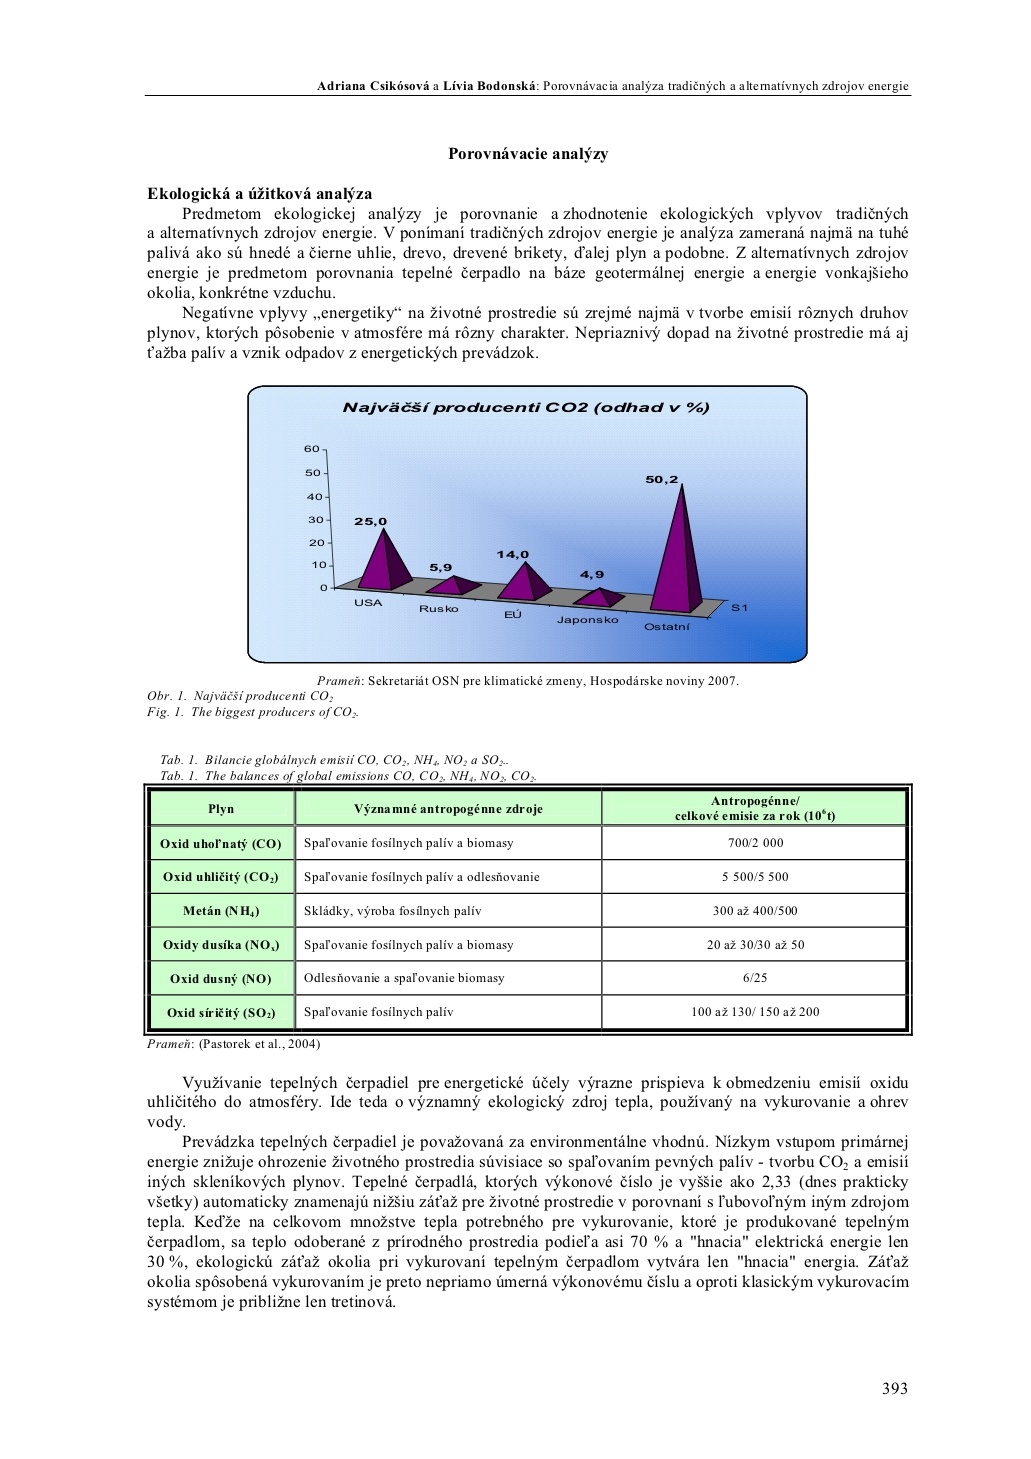 Adriana Csikósová a Lívia Bodonská: Porovnávacia analýza tradičných a alternatívnych zdrojov energie
Porovnávacie analýzy
Ekologická a úžitková analýza
Predmetom ekologickej analýzy je porovnanie a zhodnotenie ekologických vplyvov tradičných
a alternatívnych zdrojov energie. V ponímaní tradičných zdrojov energie je analýza zameraná najmä na tuhé
palivá ako sú hnedé a čierne uhlie, drevo, drevené brikety, ďalej plyn a podobne. Z alternatívnych zdrojov
energie je predmetom porovnania tepelné čerpadlo na báze geotermálnej energie a energie vonkajšieho
okolia, konkrétne vzduchu.
Negatívne vplyvy „energetiky“ na životné prostredie sú zrejmé najmä v tvorbe emisií rôznych druhov
plynov, ktorých pôsobenie v atmosfére má rôzny charakter. Nepriaznivý dopad na životné prostredie má aj
ťažba palív a vznik odpadov z energetických prevádzok.
Najväčší producenti CO2 (odhad v %)
60
50
40
30
20
10
0
25,0
5,9
14,0
4,9
50,2
USA
Rusko
EÚ
Japonsko
Ostatní
S1
Prameň: Sekretariát OSN pre klimatické zmeny, Hospodárske noviny 2007.
Obr. 1. Najväčší producenti CO₂
Fig. 1. The biggest producers of CO₂.
Tab. 1. Bilancie globálnych emisií CO, CO₂, NH₄, NO₂ a SO₂..
Tab. 1. The balances of global emissions CO, CO₂, NH₄, NO₂, CO₂.
Plyn	Významné antropogénne zdroje	Antropogénne/
celkové emisie za rok (10⁶ t)
Oxid uhoľnatý (CO)	Spaľovanie fosílnych palív a biomasy	700/2 000
Oxid uhličitý (CO₂)	Spaľovanie fosílnych palív a odlesňovanie	5 500/5 500
Metán (NH₄)	Skládky, výroba fosílnych palív	300 až 400/500
Oxidy dusíka (NOₓ)	Spaľovanie fosílnych palív a biomasy	20 až 30/30 až 50
Oxid dusný (NO)	Odlesňovanie a spaľovanie biomasy	6/25
Oxid siričitý (SO₂)	Spaľovanie fosílnych palív	100 až 130/ 150 až 200
Prameň: (Pastorek et al., 2004)
Využívanie tepelných čerpadiel pre energetické účely výrazne prispieva k obmedzeniu emisií oxidu
uhličitého do atmosféry. Ide teda o významný ekologický zdroj tepla, používaný na vykurovanie a ohrev
vody.
Prevádzka tepelných čerpadiel je považovaná za environmentálne vhodnú. Nízkym vstupom primárnej
energie znižuje ohrozenie životného prostredia súvisiace so spaľovaním pevných palív - tvorbu CO₂ a emisií
iných skleníkových plynov. Tepelné čerpadlá, ktorých výkonové číslo je vyššie ako 2,33 (dnes prakticky
všetky) automaticky znamenajú nižšiu záťaž pre životné prostredie v porovnaní s ľubovoľným iným zdrojom
tepla. Keďže na celkovom množstve tepla potrebného pre vykurovanie, ktoré je produkované tepelným
čerpadlom, sa teplo odoberané z prírodného prostredia podieľa asi 70 % a "hnacia" elektrická energie len
30 %, ekologickú záťaž okolia pri vykurovaní tepelným čerpadlom vytvára len "hnacia" energia. Záťaž
okolia spôsobená vykurovaním je preto nepriamo úmerná výkonovému číslu a oproti klasickým vykurovacím
systémom je približne len tretinová.
393